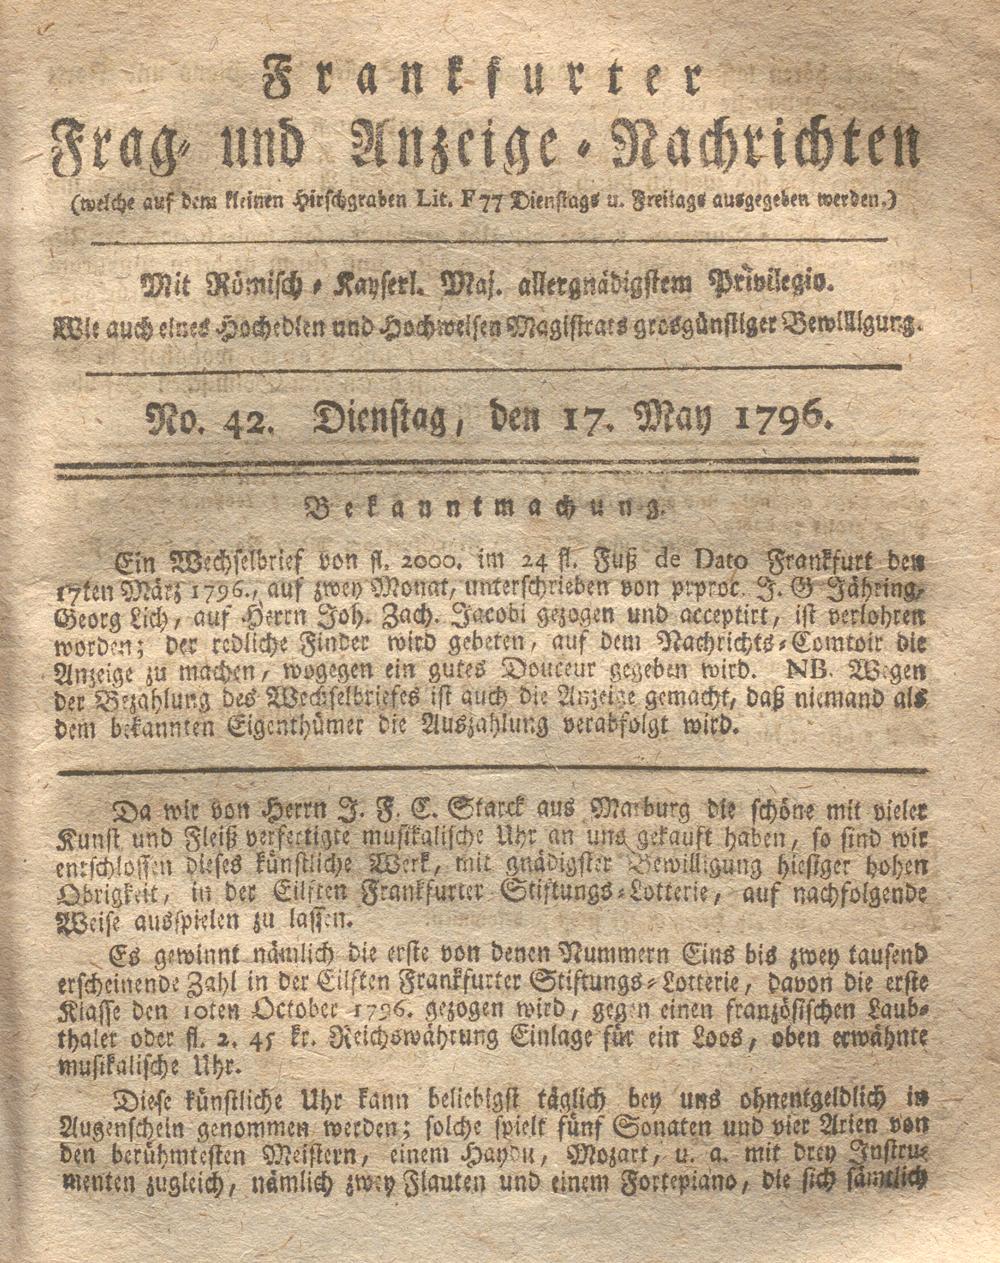 Frankfurter
Frag- und Anzeige-Nachrichten
(welche auf dem kleinen Hirschgraben Lit. F 77 Dienstags u. Freitags ausgegeben werden.)
Mit Römisch-Kayserl. Maj. allergnädigstem Privilegio.
Wie auch eines Hochedlen und Hochweisen Magistrats grosgünstiger Bewilligung.
No. 42. Dienstag, den 17. May 1796.
Bekanntmachung.
Ein Wechselbrief von fl. 2000. im 24 fl. Fuß de Dato Frankfurt den
17ten März 1796., auf zwey Monat, unterschrieben von prproc. J. G Jähring,
Georg Lich, auf Herrn Joh. Zach. Jacobi gezogen und acceptirt, ist verlohren
worden; der redliche Finder wird gebeten, auf dem Nachrichts-Comtoir die
Anzeige zu machen, wogegen ein gutes Douceur gegeben wird. NB. Wegen
der Bezahlung des Wechselbriefes ist auch die Anzeige gemacht, daß niemand als
dem bekannten Eigenthümer die Auszahlung verabfolgt wird.
Da wir von Herrn J. F. C. Starck aus Marburg die schöne mit vieler
Kunst und Fleiß verfertigte musikalische Uhr an uns gekauft haben, so sind wir
entschlossen dieses künstliche Werk, mit gnädigster Bewilligung hiesiger hohen
Obrigkeit, in der Eilften Frankfurter Stiftungs-Lotterie, auf nachfolgende
Weise ausspielen zu lassen.
Es gewinnt nämlich die erste von denen Nummern Eins bis zwey tausend
erscheinende Zahl in der Eilften Frankfurter Stiftungs-Lotterie, davon die erste
Klasse den 10ten October 1796. gezogen wird, gegen einen französischen Laub-
thaler oder fl. 2. 45 kr. Reichswährung Einlage für ein Loos, oben erwähnte
musikalische Uhr.
Diese künstliche Uhr kann beliebigst täglich bey uns ohnentgeldlich in
Augenschein genommen werden; solche spielt fünf Sonaten und vier Arien von
den berühmtesten Meistern, einem Haydn, Mozart, u. a. mit drey Instru-
menten zugleich, nämlich zwey Flauten und einem Fortepiano, die sich sämtlich